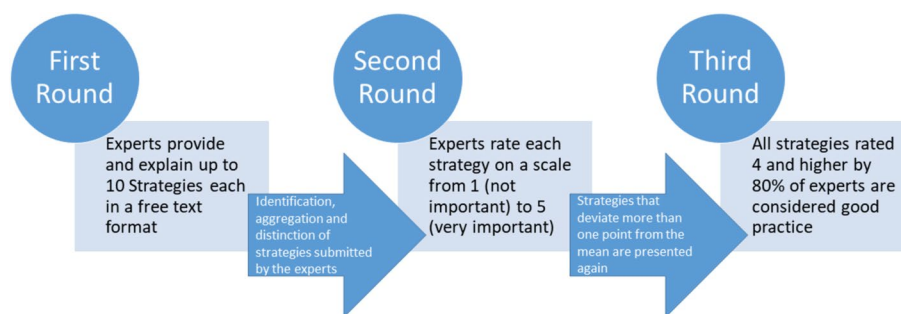 First
Round
Experts provide
and explain up to
10 Strategies each
in a free text
format
Identification,
aggregation and
distinction of
strategies submitted
by the experts
Second
Round
Experts rate each
strategy on a scale
from 1 (not
important) to 5
(very important)
Strategies that
deviate more than
one point from the
mean are presented
again
Third
Round
All strategies rated
4 and higher by
80% of experts are
considered good
practice